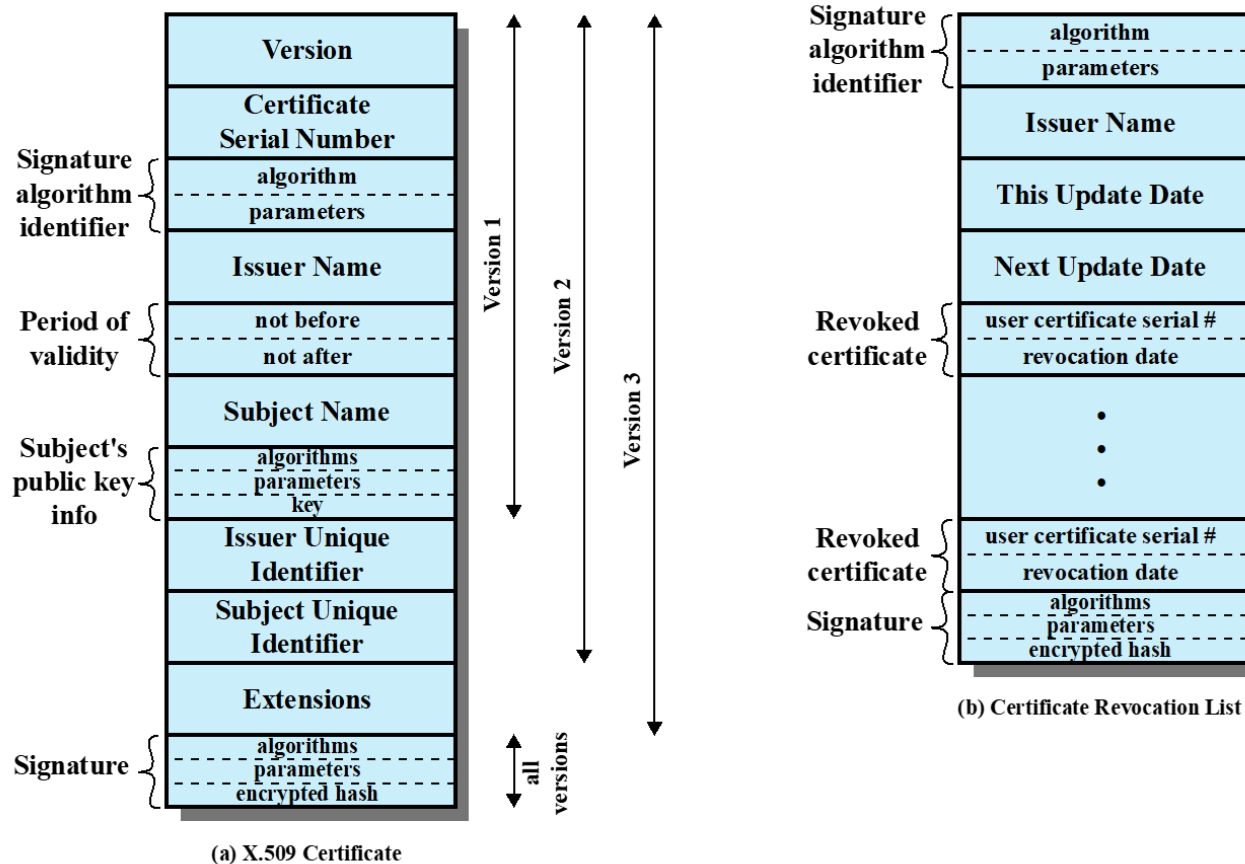 Version
Certificate
Serial Number
Signature
algorithm
identifier
algorithm
parameters
Issuer Name
Period of
validity
not before
not after
Subject Name
Subject's
public key
info
algorithms
parameters
key
Issuer Unique
Identifier
Subject Unique
Identifier
Extensions
Signature
algorithms
parameters
encrypted hash
Version 1
Version 2
Version 3
all
versions
(a) X.509 Certificate
Signature
algorithm
identifier
algorithm
parameters
Issuer Name
This Update Date
Next Update Date
Revoked
certificate
user certificate serial #
revocation date
•
•
•
Revoked
certificate
user certificate serial #
revocation date
Signature
algorithms
parameters
encrypted hash
(b) Certificate Revocation List